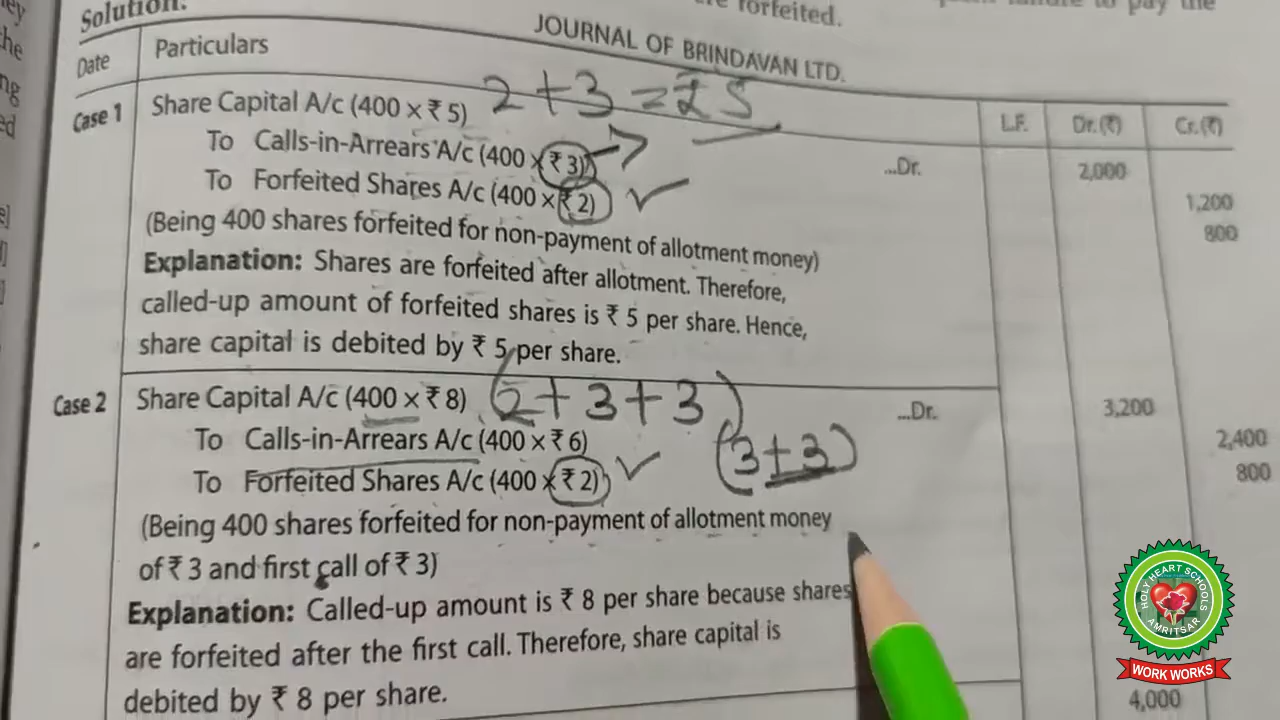 Solution:
forfeited.
to pay the
JOURNAL OF BRINDAVAN LTD.
Date Particulars L.F. Dr.(₹) Cr.(₹)
2 + 3 = ₹ 5
Case 1 Share Capital A/c (400 × ₹ 5) ...Dr. 2,000
To Calls-in-Arrears A/c (400 × ₹ 3) 1,200
To Forfeited Shares A/c (400 × ₹ 2) 800
(Being 400 shares forfeited for non-payment of allotment money)
Explanation: Shares are forfeited after allotment. Therefore,
called-up amount of forfeited shares is ₹ 5 per share. Hence,
share capital is debited by ₹ 5 per share.
Case 2 Share Capital A/c (400 × ₹ 8) (2 + 3 + 3) ...Dr. 3,200
To Calls-in-Arrears A/c (400 × ₹ 6) (3 + 3) 2,400
To Forfeited Shares A/c (400 × ₹ 2) 800
(Being 400 shares forfeited for non-payment of allotment money
of ₹ 3 and first call of ₹ 3)
Explanation: Called-up amount is ₹ 8 per share because shares
are forfeited after the first call. Therefore, share capital is
debited by ₹ 8 per share.
4,000
HOLY HEART SCHOOLS
AMRITSAR
WORK WORKS